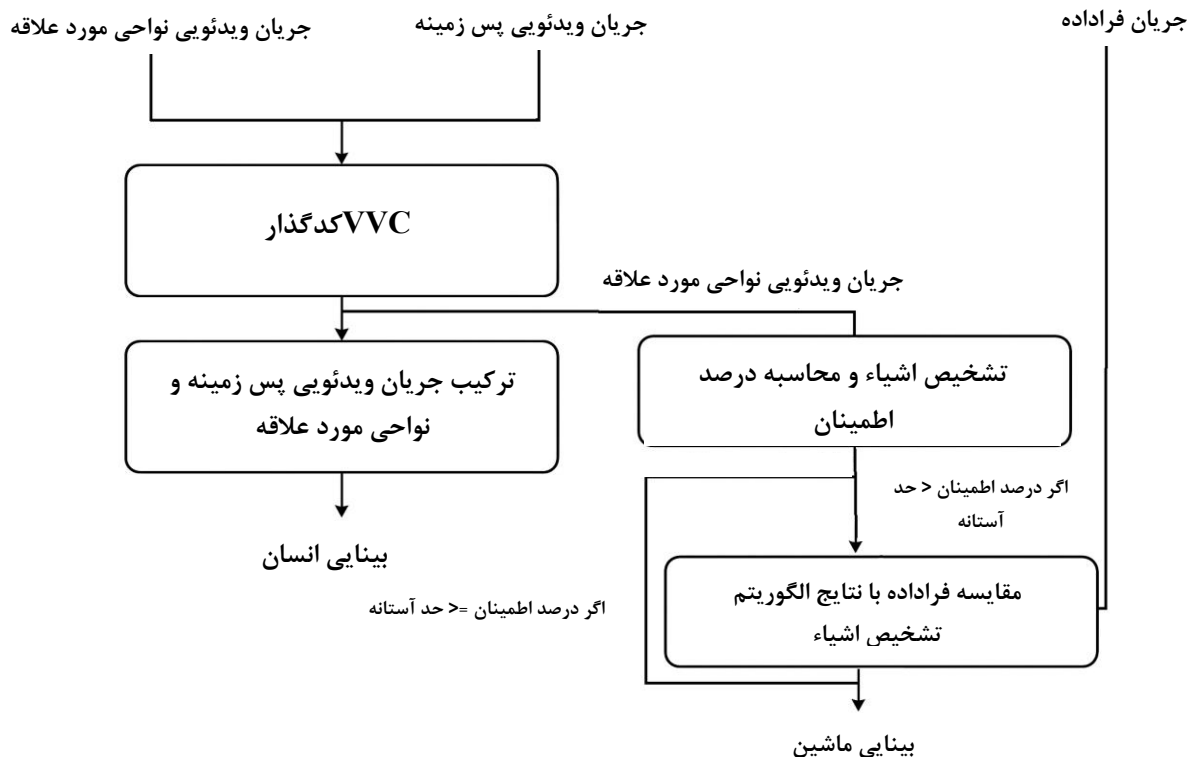 جریان فراداده
جریان ویدئویی پس زمینه
جریان ویدئویی نواحی مورد علاقه
کدگذار VVC
جریان ویدئویی نواحی مورد علاقه
ترکیب جریان ویدئویی پس زمینه و
نواحی مورد علاقه
تشخیص اشیاء و محاسبه درصد
اطمینان
اگر درصد اطمینان < حد
آستانه
بینایی انسان
مقایسه فراداده با نتایج الگوریتم
تشخیص اشیاء
اگر درصد اطمینان =< حد آستانه
بینایی ماشین